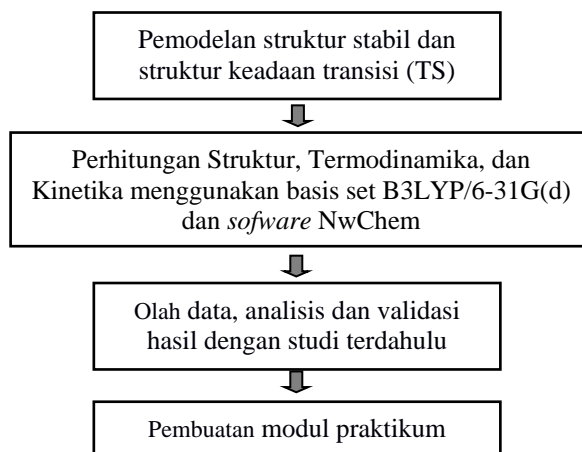 Pemodelan struktur stabil dan
struktur keadaan transisi (TS)
Perhitungan Struktur, Termodinamika, dan
Kinetika menggunakan basis set B3LYP/6-31G(d)
dan sofware NwChem
Olah data, analisis dan validasi
hasil dengan studi terdahulu
Pembuatan modul praktikum